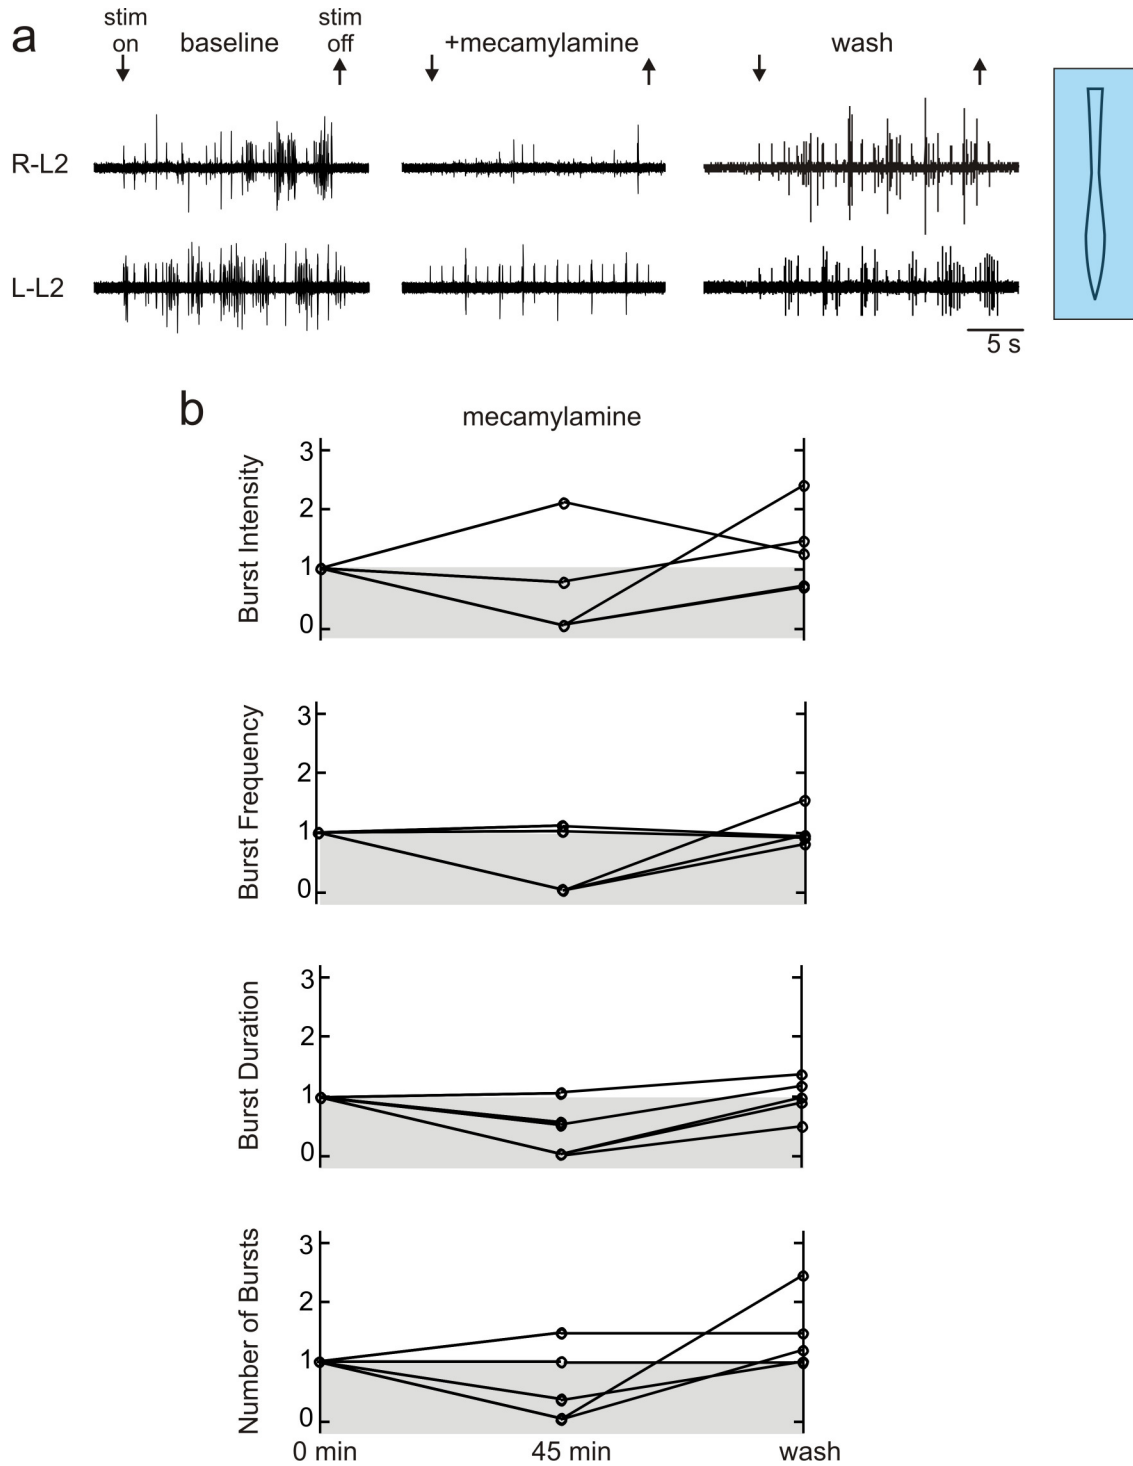 a
stim on
baseline
stim off
+mecamylamine
wash
R-L2
L-L2
5 s
b
mecamylamine
Burst Intensity
3
2
1
0
Burst Frequency
3
2
1
0
Burst Duration
3
2
1
0
Number of Bursts
3
2
1
0
0 min
45 min
wash